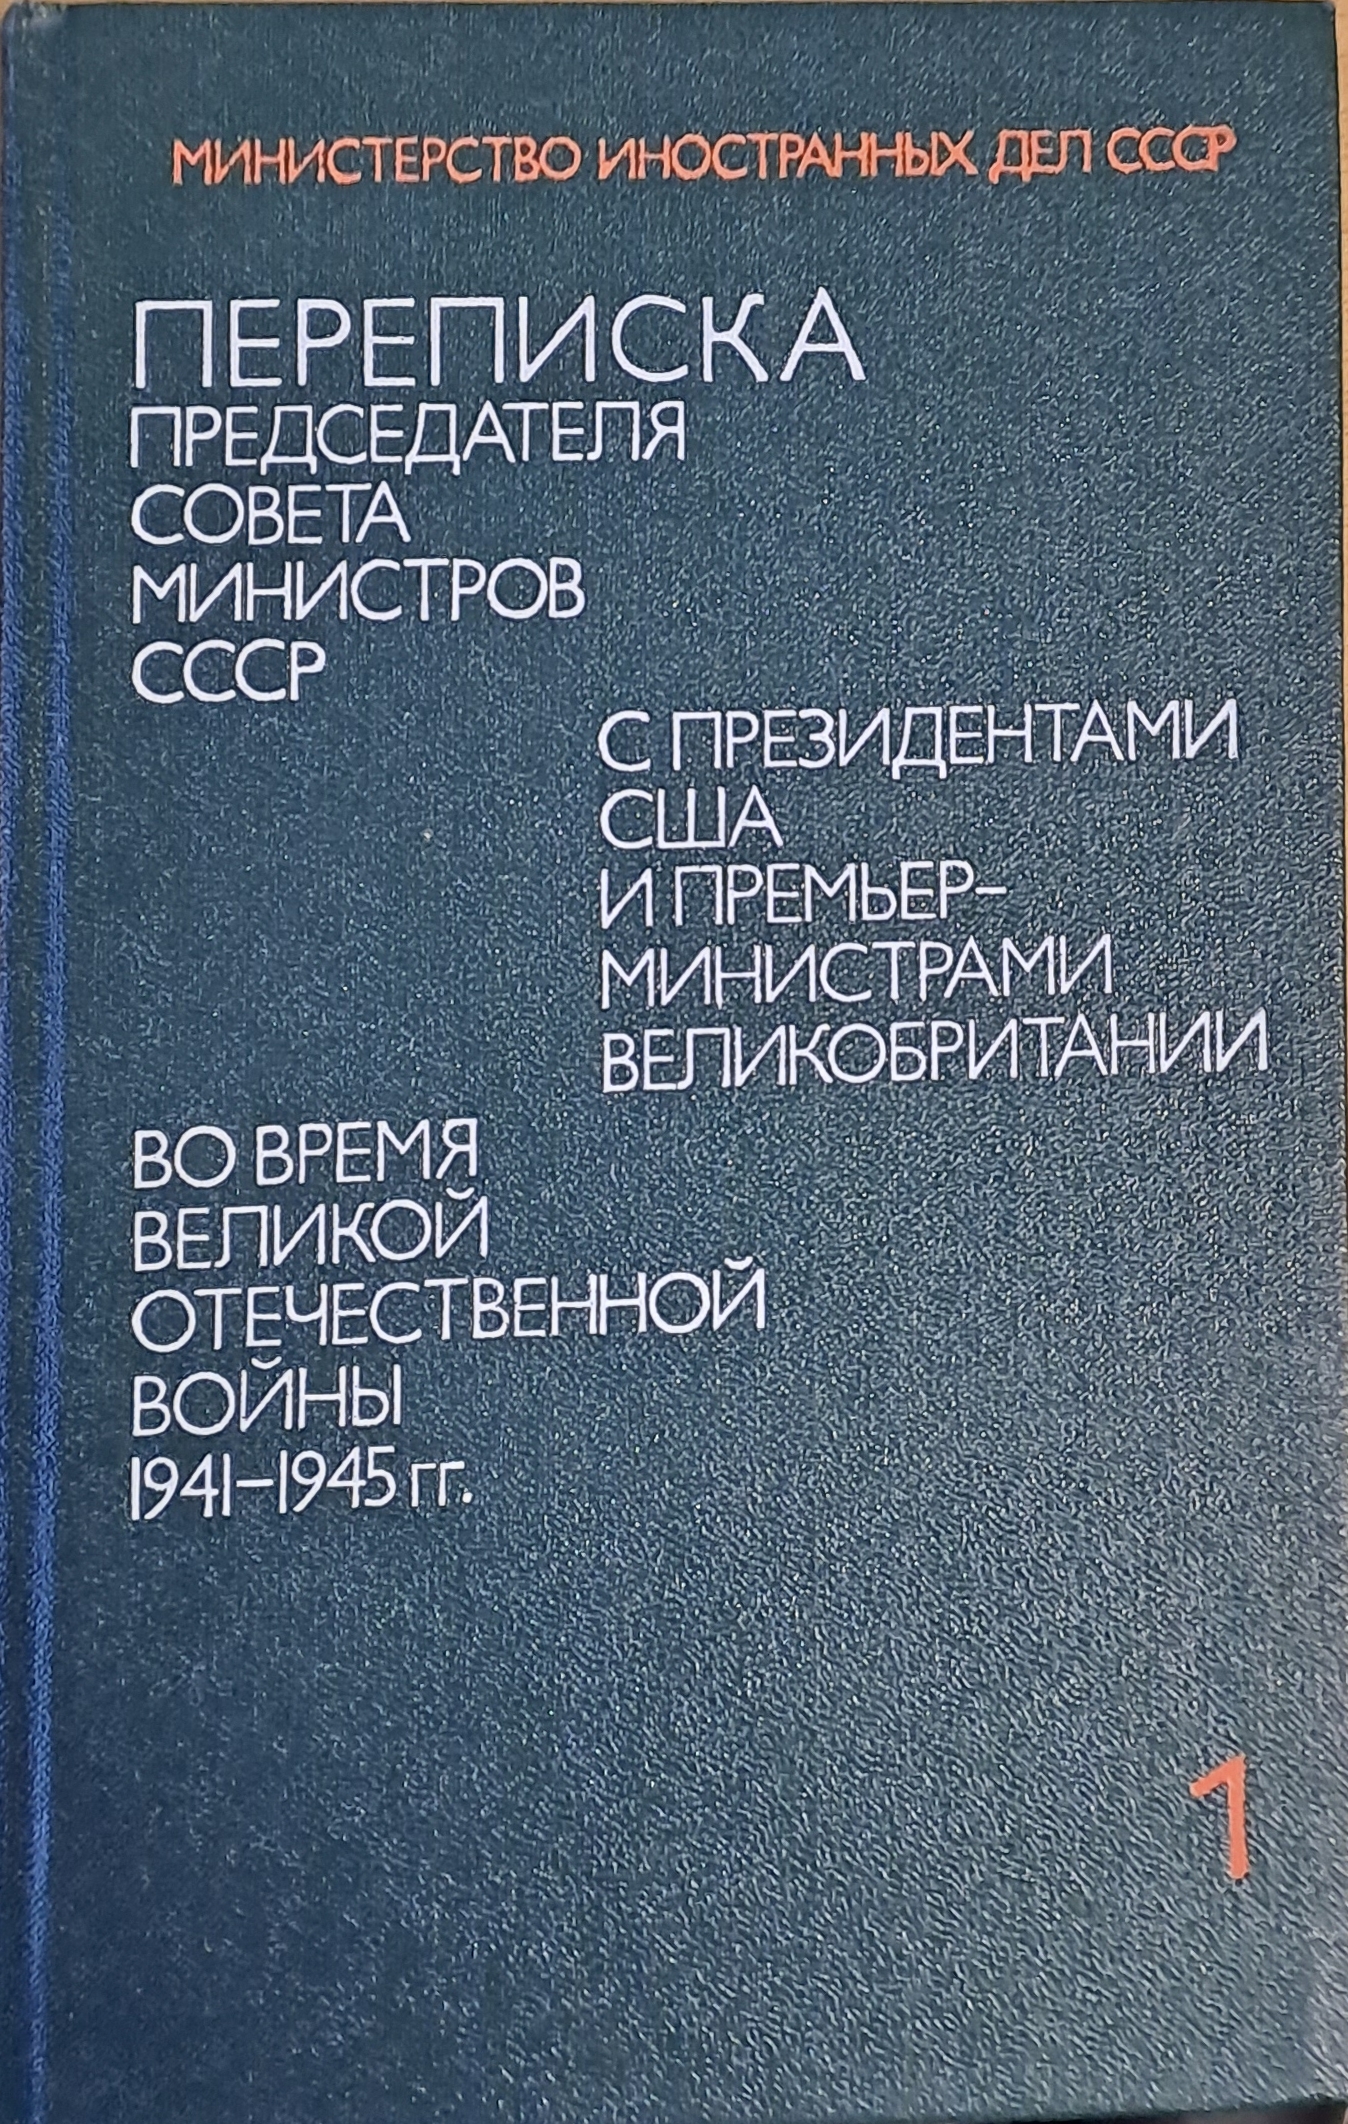 МИНИСТЕРСТВО ИНОСТРАННЫХ ДЕЛ СССР
ПЕРЕПИСКА
ПРЕДСЕДАТЕЛЯ
СОВЕТА
МИНИСТРОВ
СССР
С ПРЕЗИДЕНТАМИ
США
И ПРЕМЬЕР-
МИНИСТРАМИ
ВЕЛИКОБРИТАНИИ
ВО ВРЕМЯ
ВЕЛИКОЙ
ОТЕЧЕСТВЕННОЙ
ВОЙНЫ
1941–1945 ГГ.
1